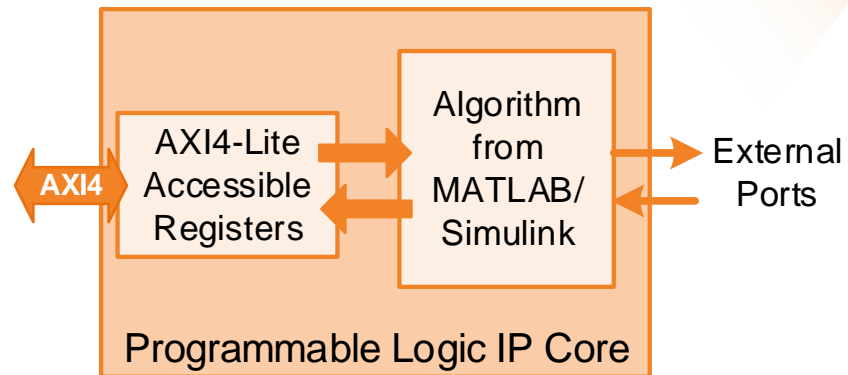 AXI4
AXI4-Lite
Accessible
Registers
Algorithm
from
MATLAB/
Simulink
External
Ports
Programmable Logic IP Core